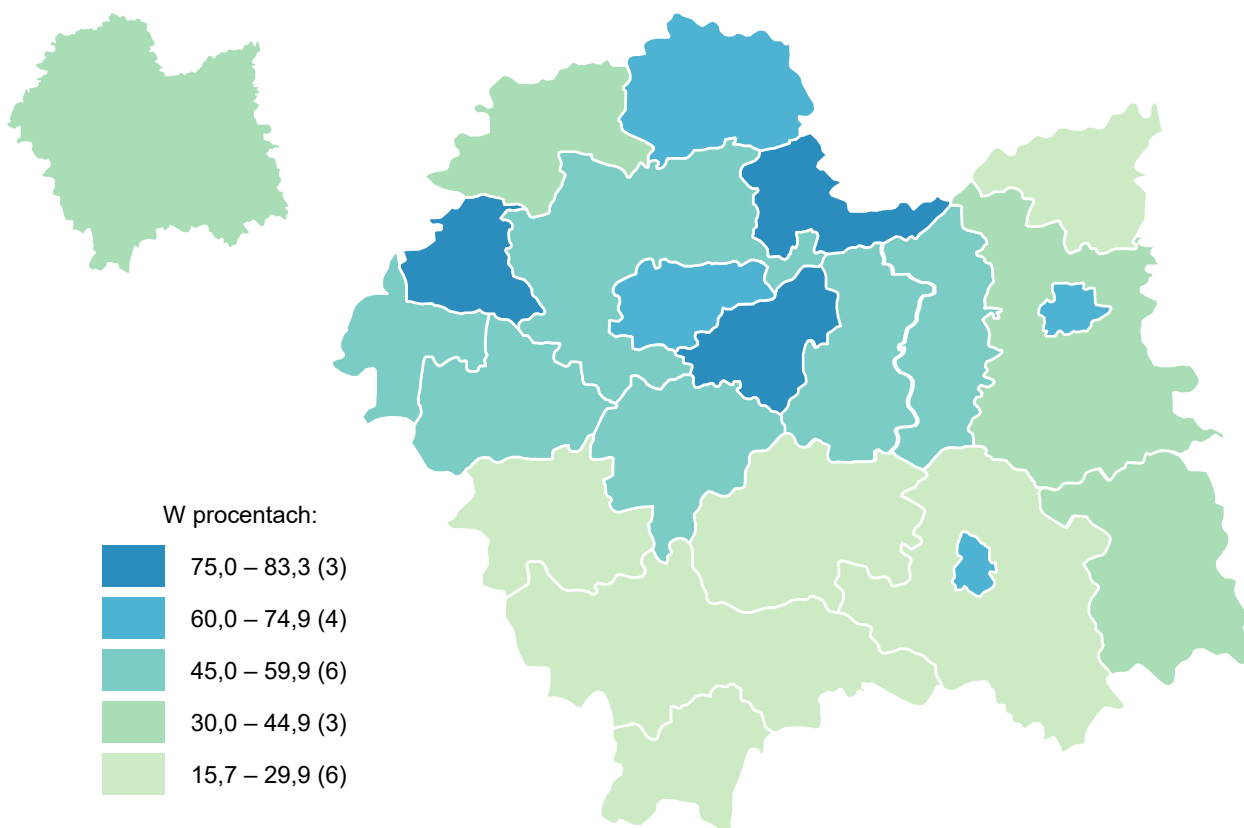 W procentach:
75,0 – 83,3 (3)
60,0 – 74,9 (4)
45,0 – 59,9 (6)
30,0 – 44,9 (3)
15,7 – 29,9 (6)